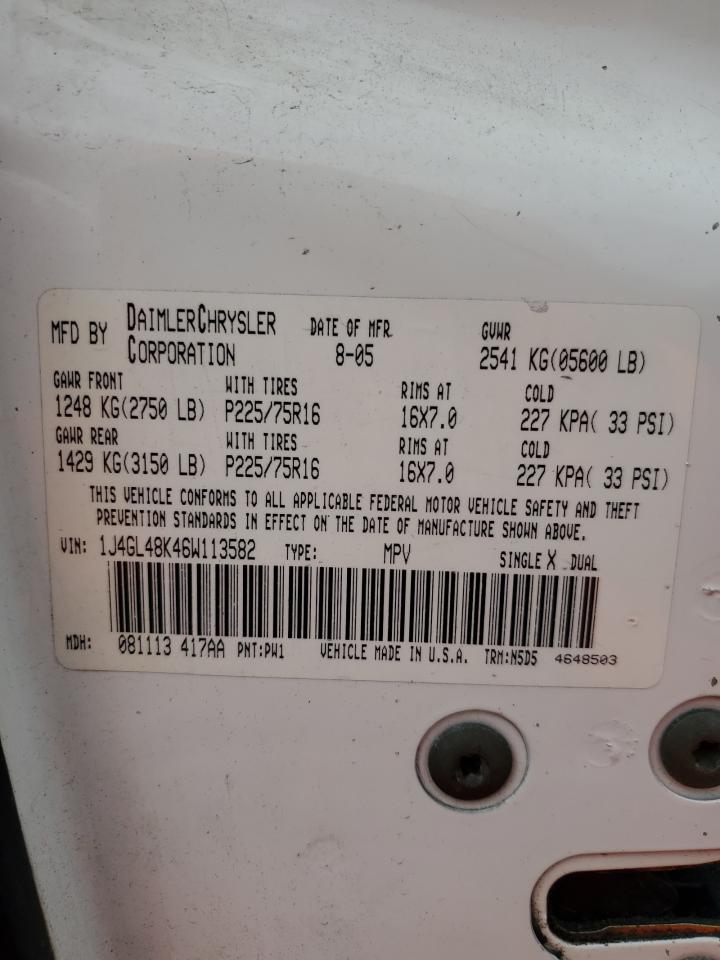 MFD BY DAIMLERCHRYSLER CORPORATION DATE OF MFR 8-05 GVWR 2541 KG(05600 LB)
GAWR FRONT WITH TIRES RIMS AT COLD
1248 KG(2750 LB) P225/75R16 16X7.0 227 KPA( 33 PSI)
GAWR REAR WITH TIRES RIMS AT COLD
1429 KG(3150 LB) P225/75R16 16X7.0 227 KPA( 33 PSI)
THIS VEHICLE CONFORMS TO ALL APPLICABLE FEDERAL MOTOR VEHICLE SAFETY AND THEFT
PREVENTION STANDARDS IN EFFECT ON THE DATE OF MANUFACTURE SHOWN ABOVE.
VIN: 1J4GL48K46W113582 TYPE: MPV SINGLE X DUAL
MDH: 081113 417AA PNT:PW1 VEHICLE MADE IN U.S.A. TRM:N5D5 4648503